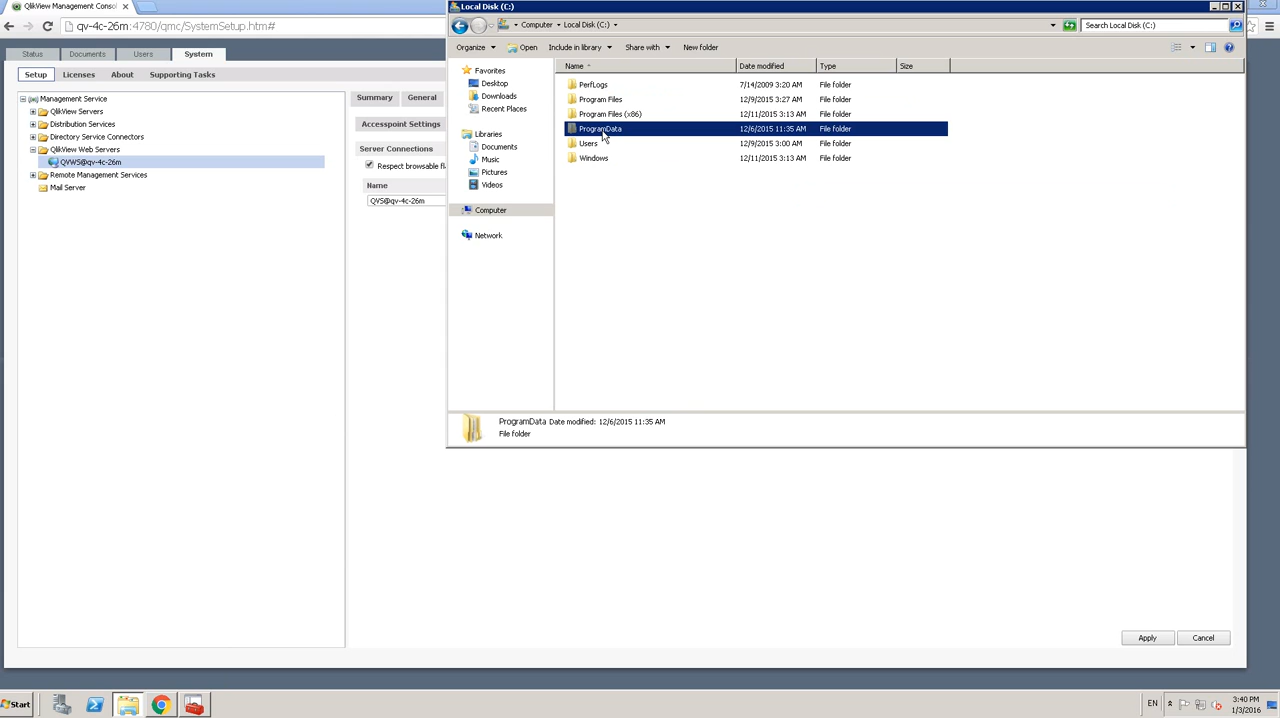 QlikView Management Conso
qv-4c-26m:4780/qmc/SystemSetup.htm#
Status
Documents
Users
System
Setup
Licenses
About
Supporting Tasks
Management Service
QlikView Servers
Distribution Services
Directory Service Connectors
QlikView Web Servers
QVWS@qv-4c-26m
Remote Management Services
Mail Server
Summary
General
Accesspoint Settings
Server Connections
Respect browsable fl
Name
QVS@qv-4c-26m
Apply
Cancel
Local Disk (C:)
Computer
Local Disk (C:)
Search Local Disk (C:)
Organize
Open
Include in library
Share with
New folder
Favorites
Desktop
Downloads
Recent Places
Libraries
Documents
Music
Pictures
Videos
Computer
Network
Name
Date modified
Type
Size
PerfLogs 7/14/2009 3:20 AM File folder
Program Files 12/9/2015 3:27 AM File folder
Program Files (x86) 12/11/2015 3:13 AM File folder
ProgramData 12/6/2015 11:35 AM File folder
Users 12/9/2015 3:00 AM File folder
Windows 12/11/2015 3:13 AM File folder
ProgramData Date modified: 12/6/2015 11:35 AM
File folder
Start
EN
3:40 PM
1/3/2016